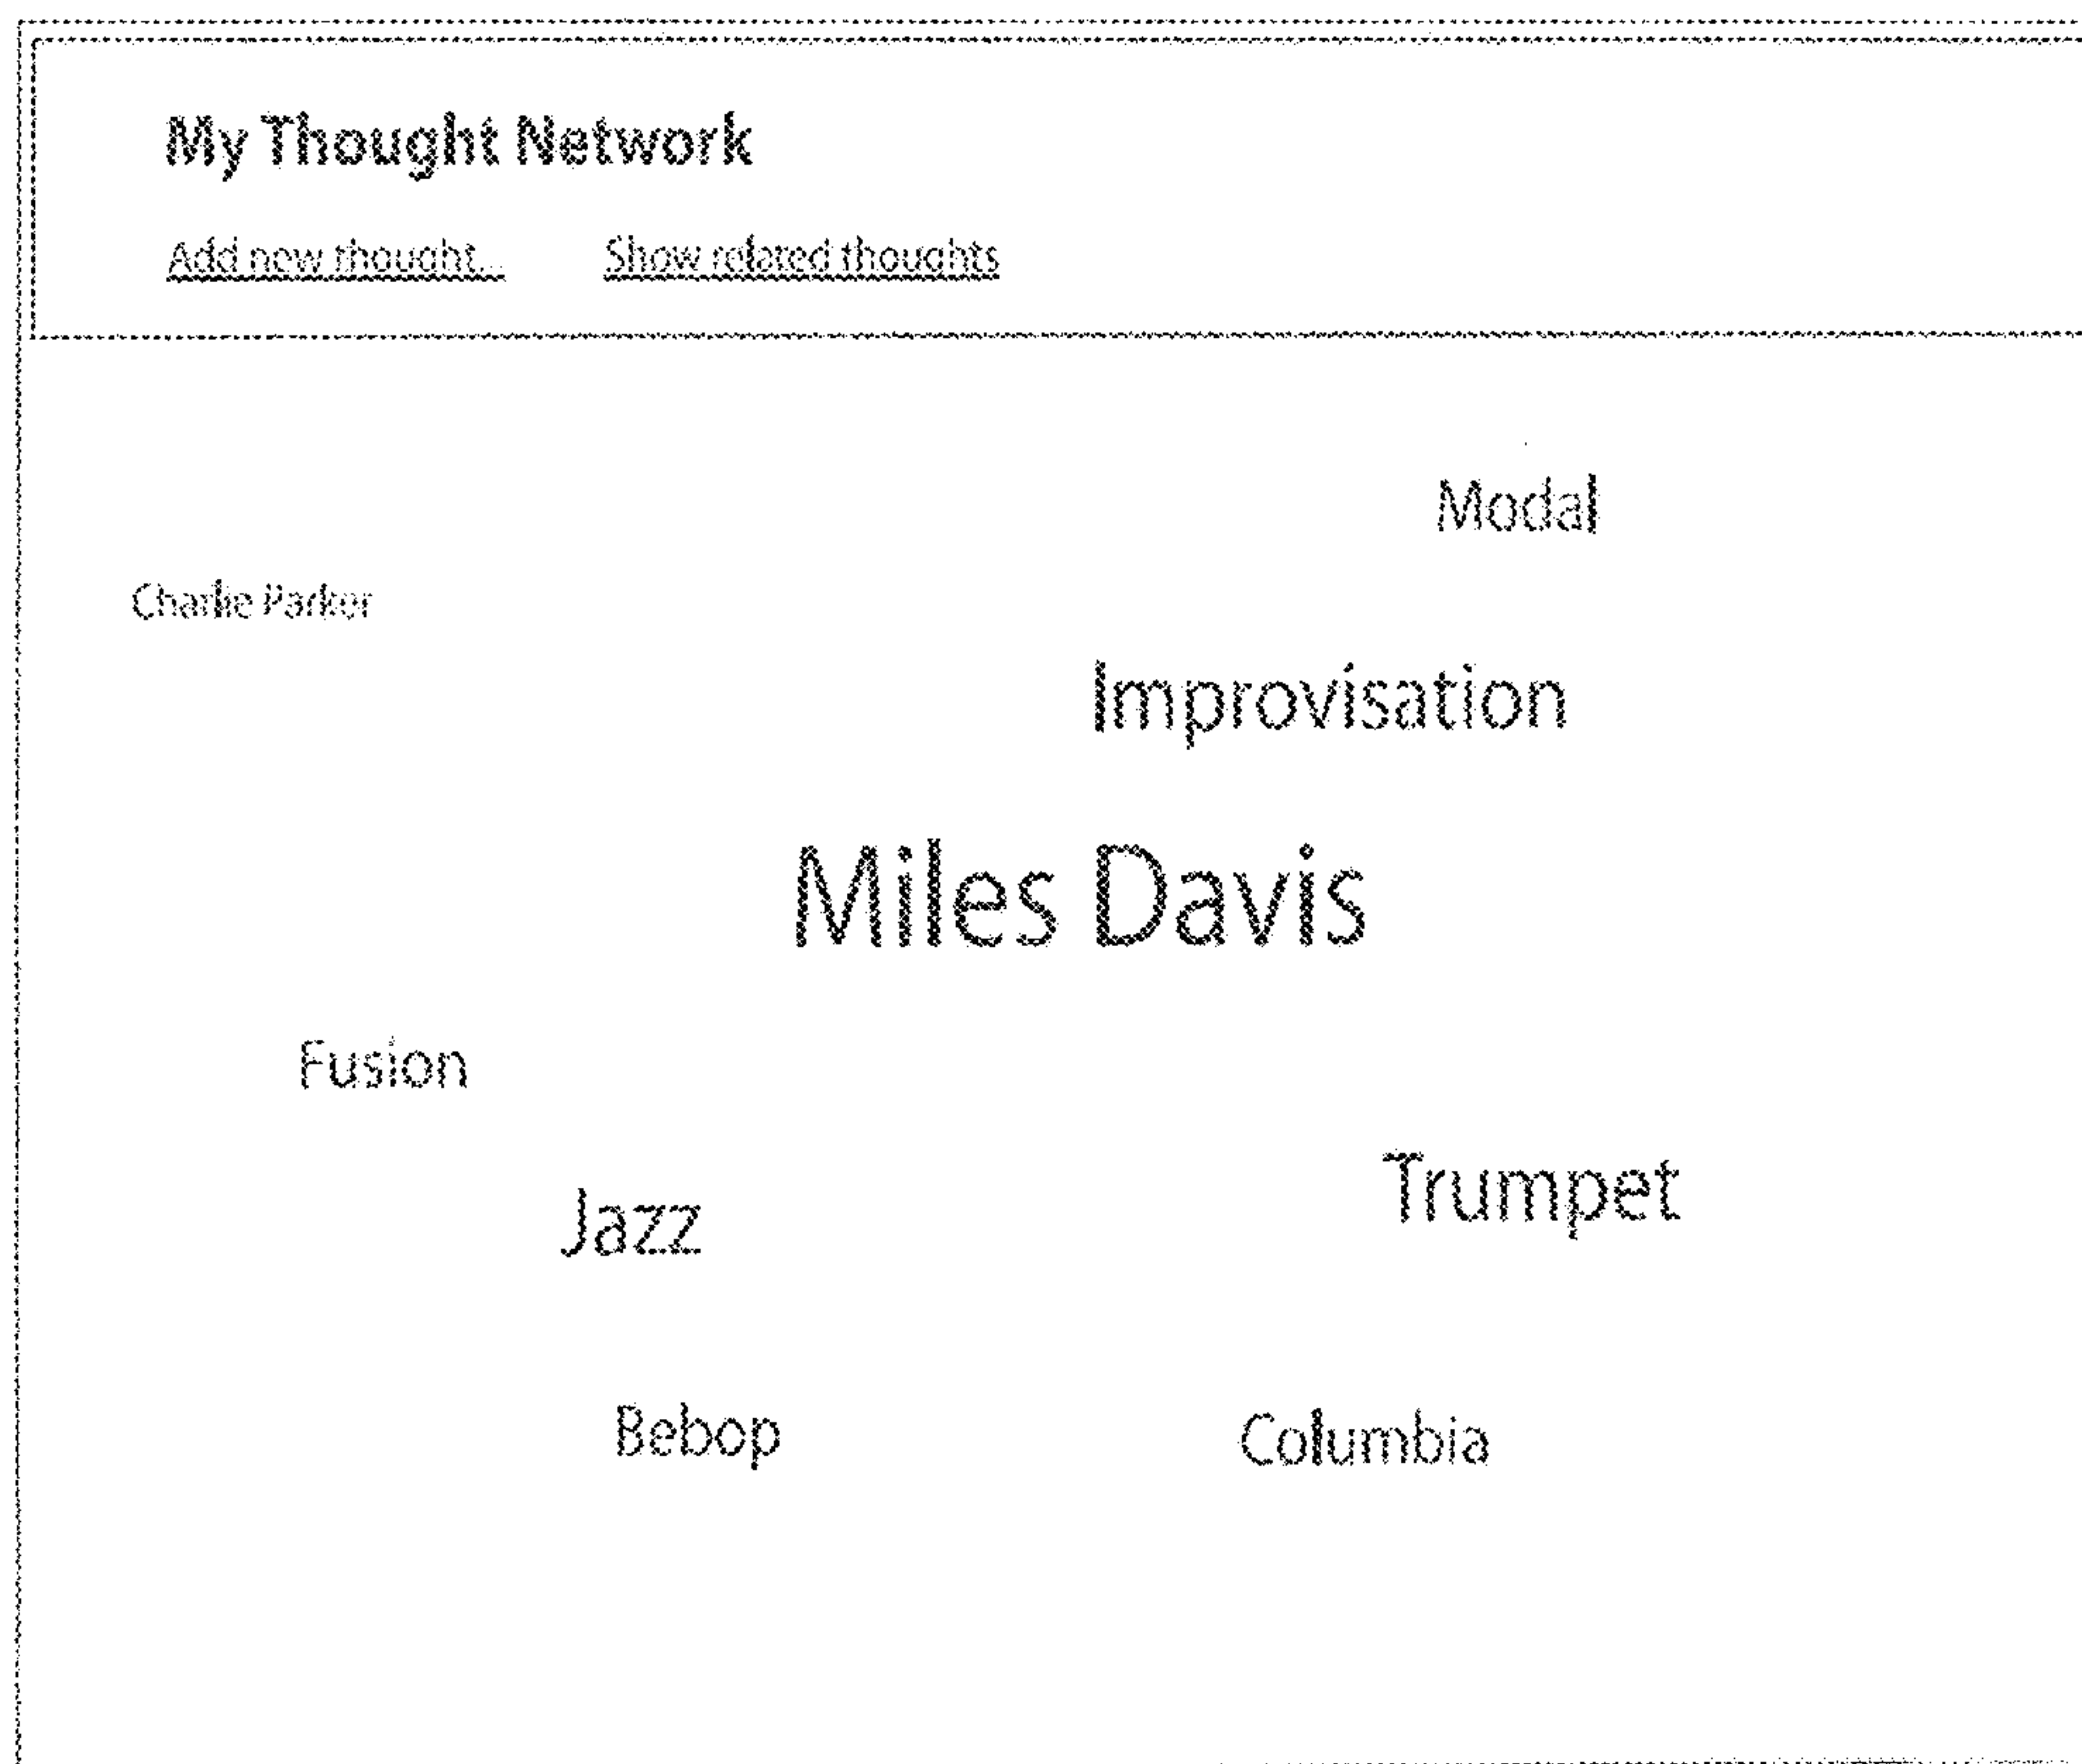 My Thought Network
Add new thought... Show related thoughts
Modal
Charlie Parker
Improvisation
Miles Davis
Fusion
Trumpet
Jazz
Bebop
Columbia